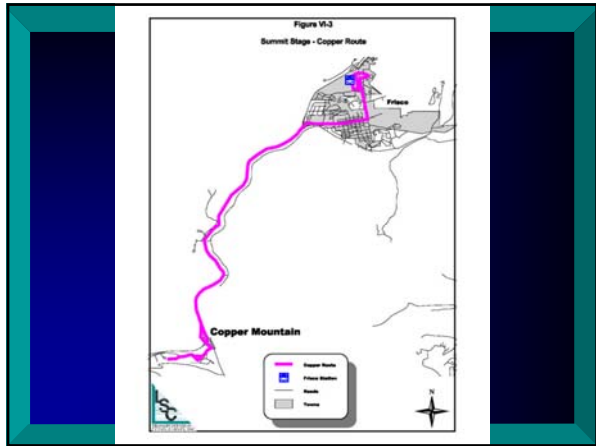 Figure VI-3
Summit Stage - Copper Route
Frisco
Copper Mountain
Copper Route
Frisco Station
Roads
Towns
N
LSC